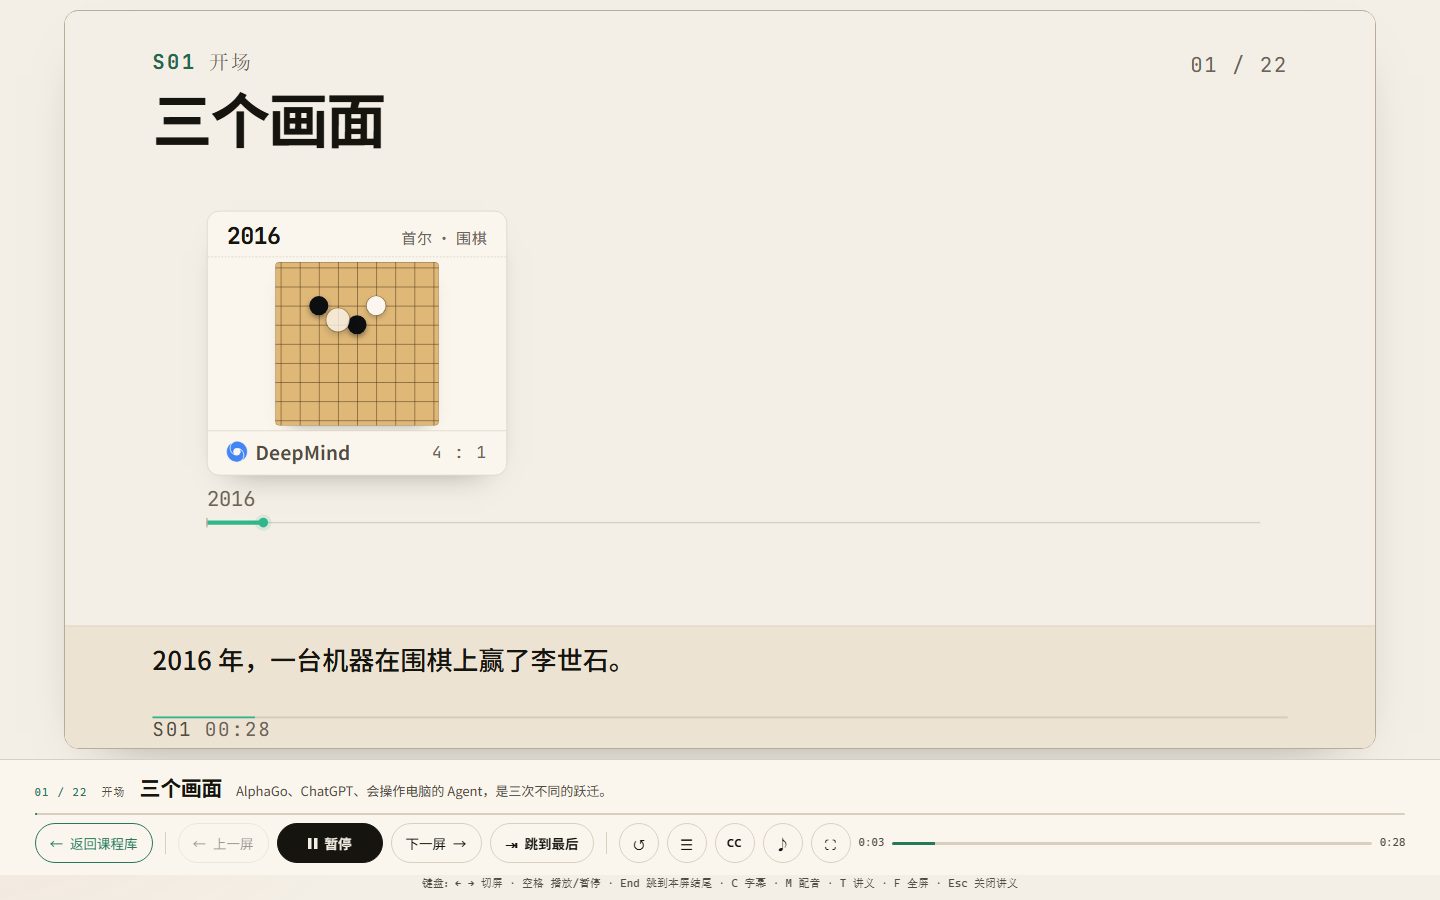 S01 开场
01 / 22
三个画面
2016
首尔 · 围棋
DeepMind
4 : 1
2016
2016 年，一台机器在围棋上赢了李世石。
S01 00:28
01 / 22 开场 三个画面 AlphaGo、ChatGPT、会操作电脑的 Agent，是三次不同的跃迁。
← 返回课程库
← 上一屏
暂停
下一屏 →
⇥ 跳到最后
↺
☰
CC
♪
⛶
0:03
0:28
键盘：← → 切屏 · 空格 播放/暂停 · End 跳到本屏结尾 · C 字幕 · M 配音 · T 讲义 · F 全屏 · Esc 关闭讲义